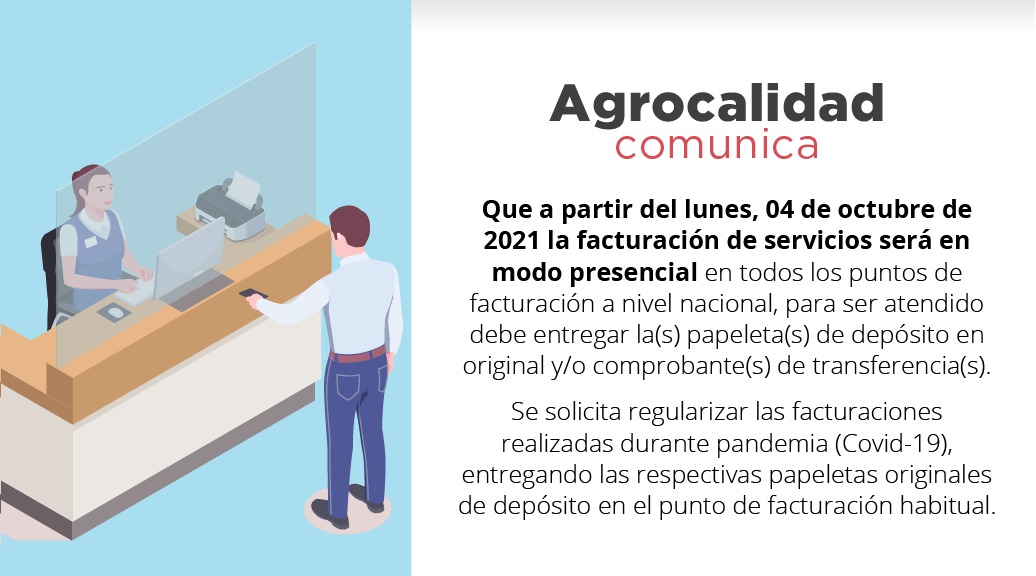 Agrocalidad
comunica
Que a partir del lunes, 04 de octubre de
2021 la facturación de servicios será en
modo presencial en todos los puntos de
facturación a nivel nacional, para ser atendido
debe entregar la(s) papeleta(s) de depósito en
original y/o comprobante(s) de transferencia(s).
Se solicita regularizar las facturaciones
realizadas durante pandemia (Covid-19),
entregando las respectivas papeletas originales
de depósito en el punto de facturación habitual.